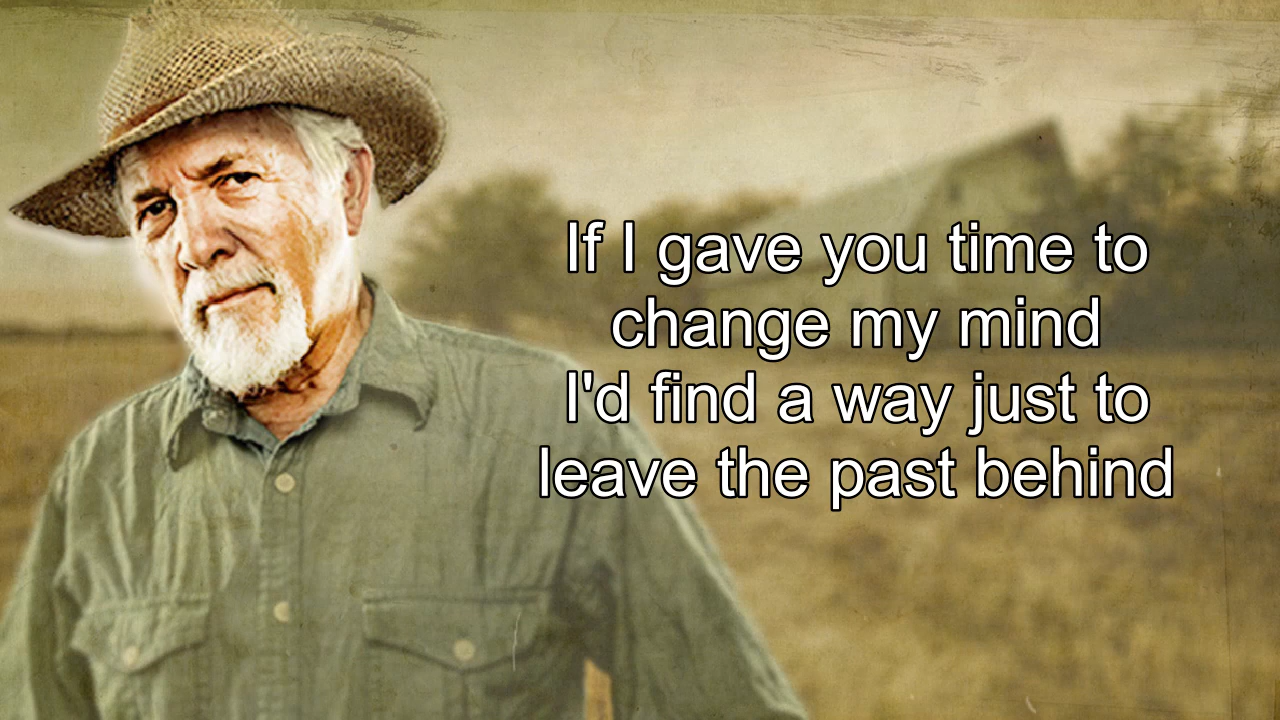 If I gave you time to
change my mind
I'd find a way just to
leave the past behind